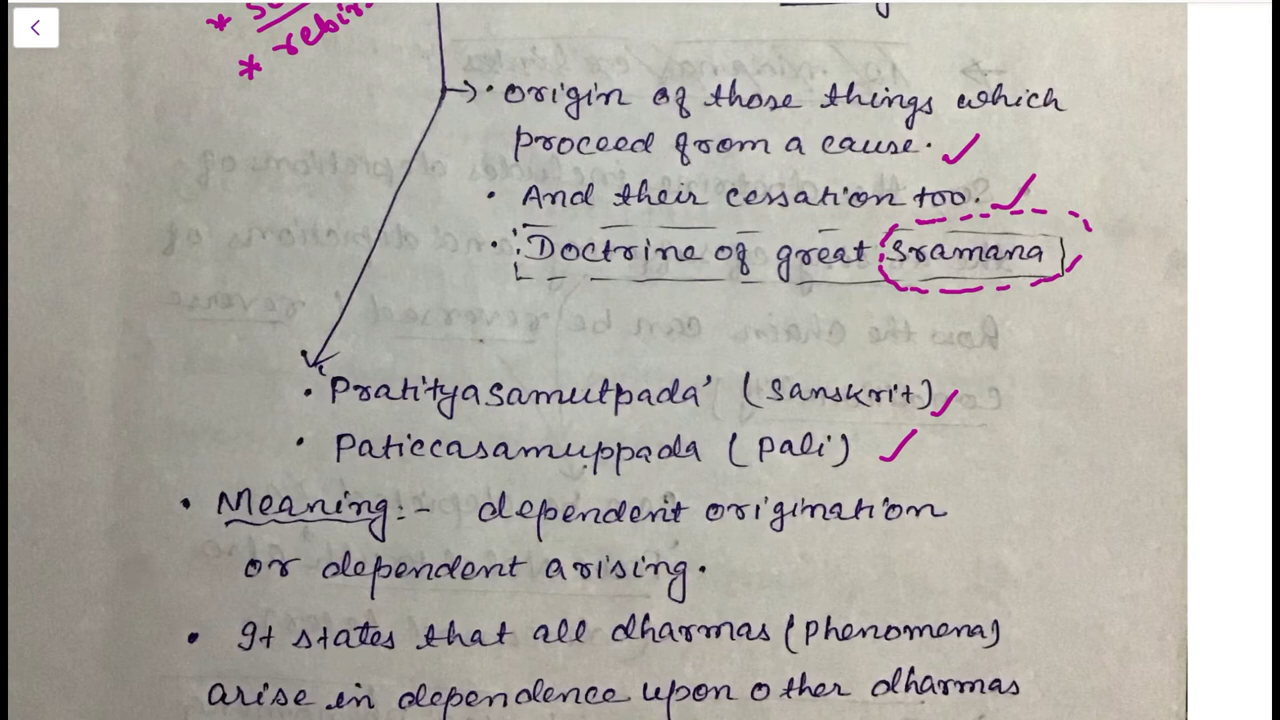 * rebir
→ • origin of those things which
proceed from a cause. ✓
• And their cessation too. ✓
• Doctrine of great Sramana
• 'Pratityasamutpada' (Sanskrit) ✓
• Paticcasamuppada (Pali) ✓
• Meaning:- dependent origination
or dependent arising.
• It states that all dharmas (Phenomena)
arise in dependence upon other dharmas